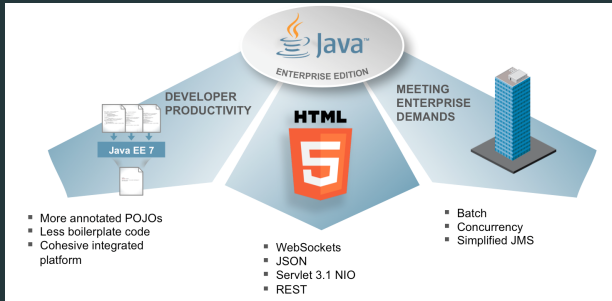 Java™
ENTERPRISE EDITION
DEVELOPER
PRODUCTIVITY
Java EE 7
▪ More annotated POJOs
▪ Less boilerplate code
▪ Cohesive integrated
platform
HTML
5
▪ WebSockets
▪ JSON
▪ Servlet 3.1 NIO
▪ REST
MEETING
ENTERPRISE
DEMANDS
▪ Batch
▪ Concurrency
▪ Simplified JMS